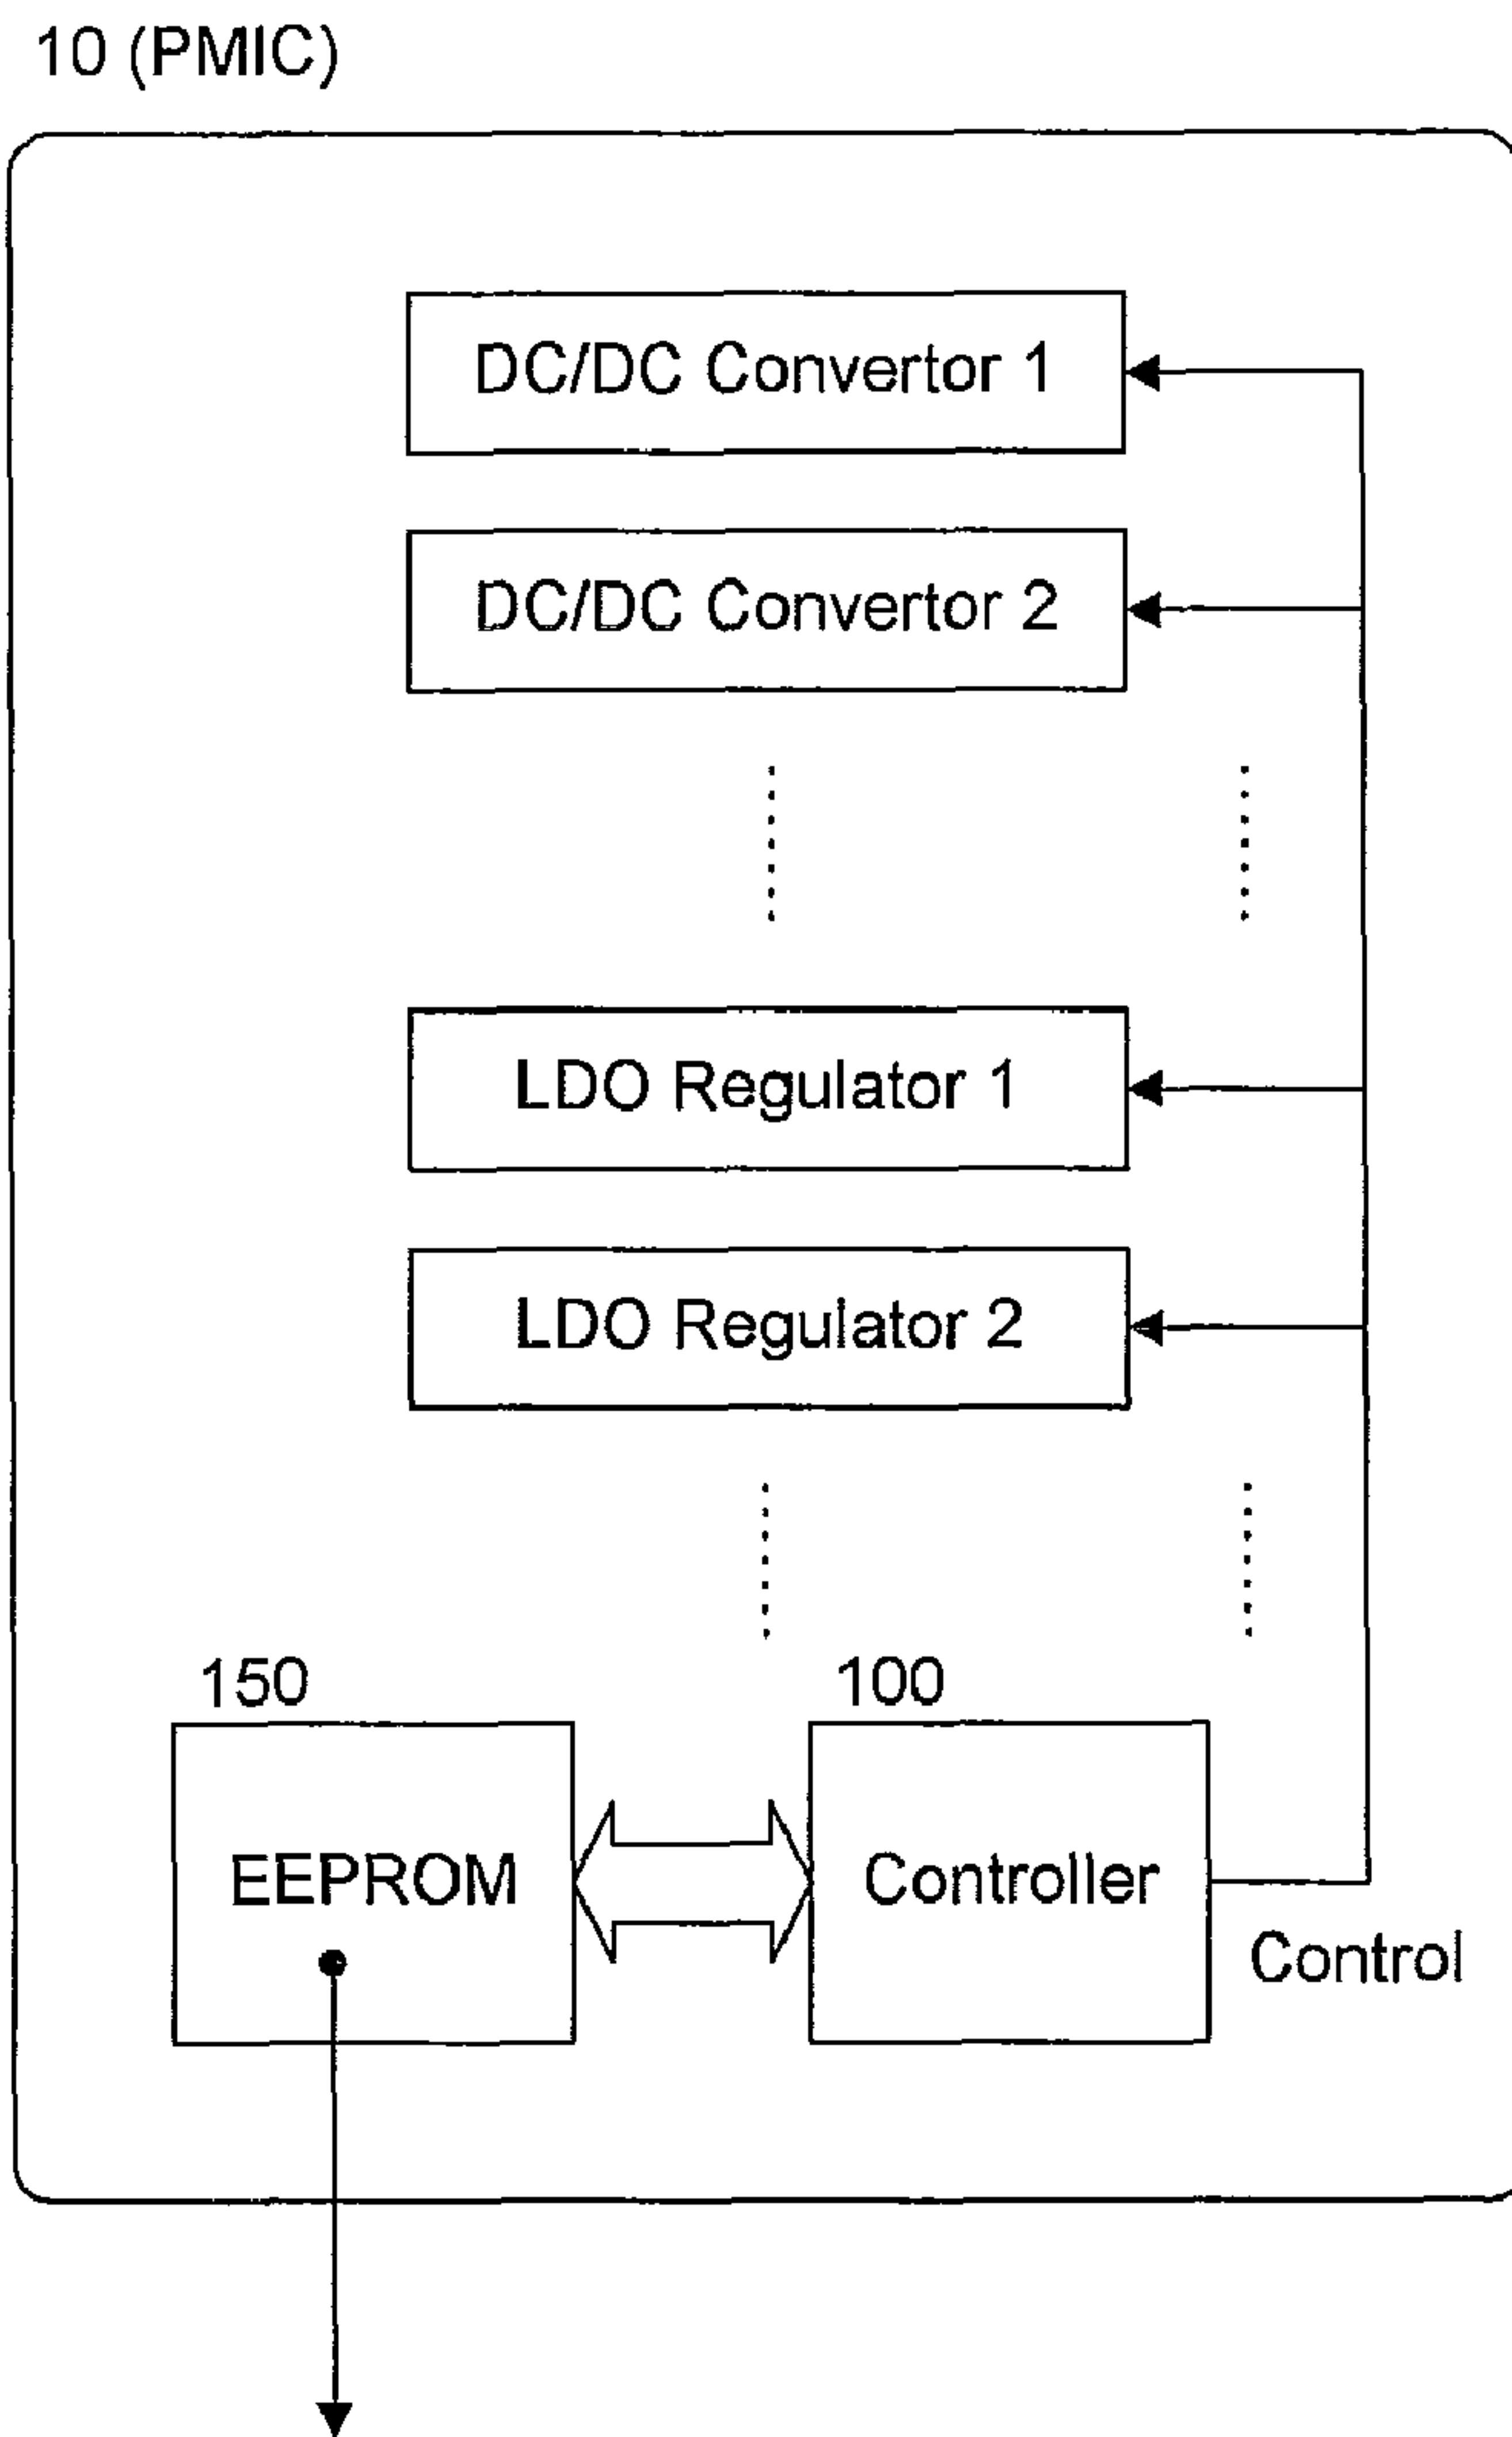 10 (PMIC)
DC/DC Convertor 1
DC/DC Convertor 2
LDO Regulator 1
LDO Regulator 2
150
100
EEPROM
Controller
Control